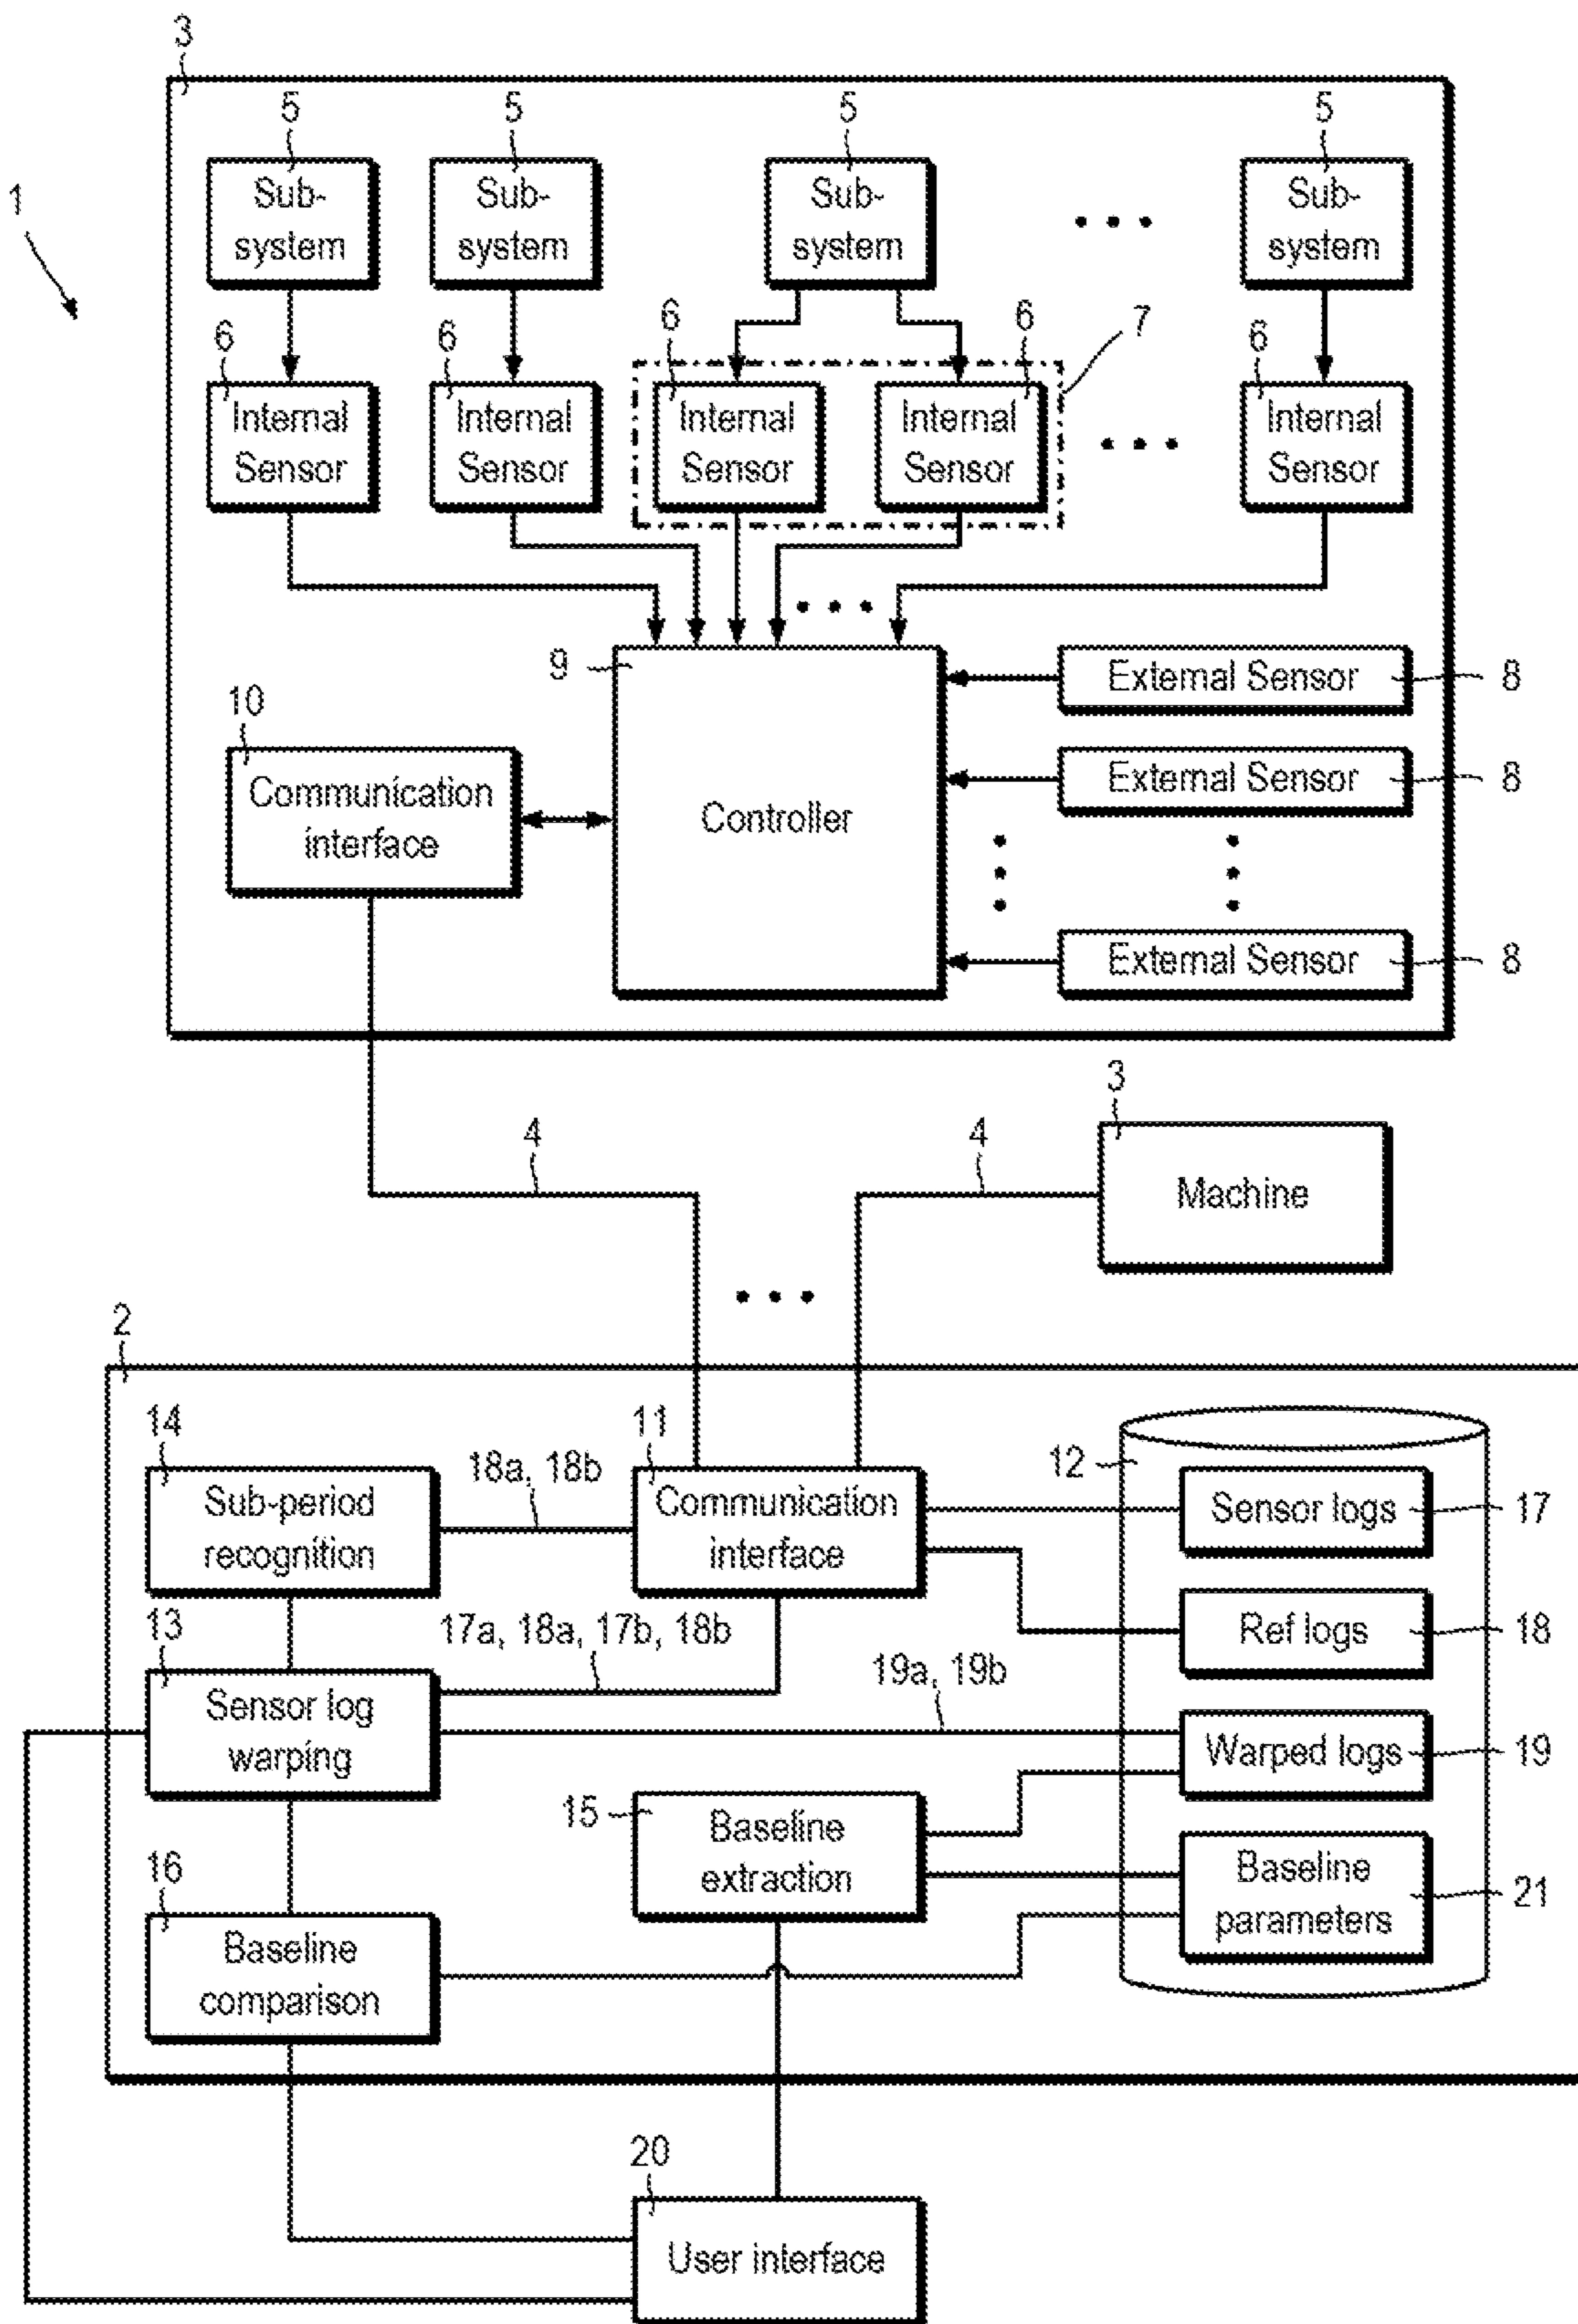 3
5
5
5
5
1
Sub-
system
Sub-
system
Sub-
system
Sub-
system
6
6
6
6
7
6
Internal
Sensor
Internal
Sensor
Internal
Sensor
Internal
Sensor
Internal
Sensor
9
External Sensor
8
10
Communication
interface
Controller
External Sensor
8
External Sensor
8
4
4
3
Machine
2
14
11
12
18a, 18b
Sub-period
recognition
Communication
interface
Sensor logs
17
13
17a, 18a, 17b, 18b
Ref logs
18
19a, 19b
Sensor log
warping
Warped logs
19
15
Baseline
extraction
16
Baseline
parameters
21
Baseline
comparison
20
User interface